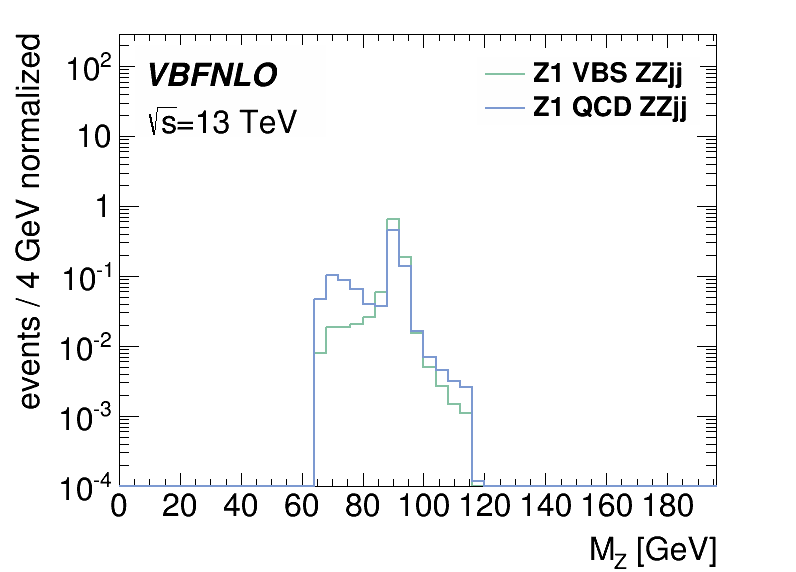 VBFNLO
√s=13 TeV
Z1 VBS ZZjj
Z1 QCD ZZjj
events / 4 GeV normalized
10²
10
1
10⁻¹
10⁻²
10⁻³
10⁻⁴
0 20 40 60 80 100 120 140 160 180
M_Z [GeV]